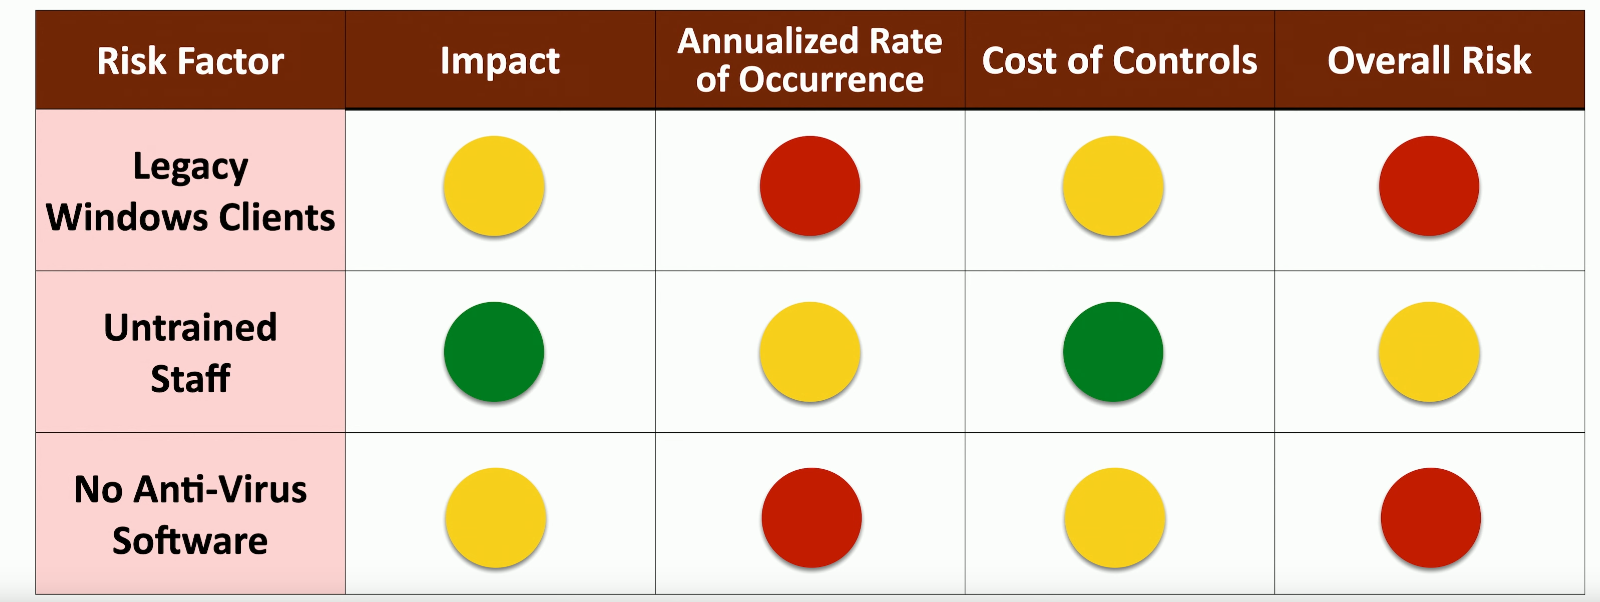 Risk Factor
Impact
Annualized Rate
of Occurrence
Cost of Controls
Overall Risk
Legacy
Windows Clients
Untrained
Staff
No Anti-Virus
Software